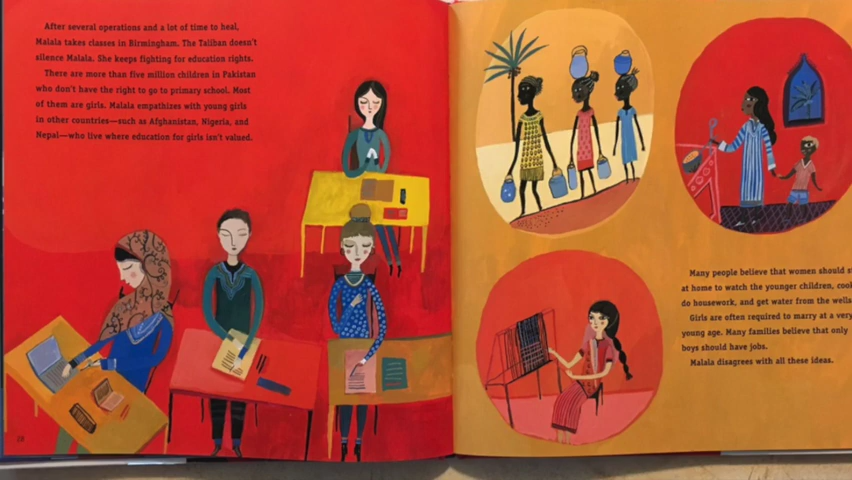 After several operations and a lot of time to heal,
Malala takes classes in Birmingham. The Taliban doesn't
silence Malala. She keeps fighting for education rights.
There are more than five million children in Pakistan
who don't have the right to go to primary school. Most
of them are girls. Malala empathizes with young girls
in other countries—such as Afghanistan, Nigeria, and
Nepal—who live where education for girls isn't valued.
Many people believe that women should
at home to watch the younger children, cook
do housework, and get water from the wells
Girls are often required to marry at a very
young age. Many families believe that only
boys should have jobs.
Malala disagrees with all these ideas.